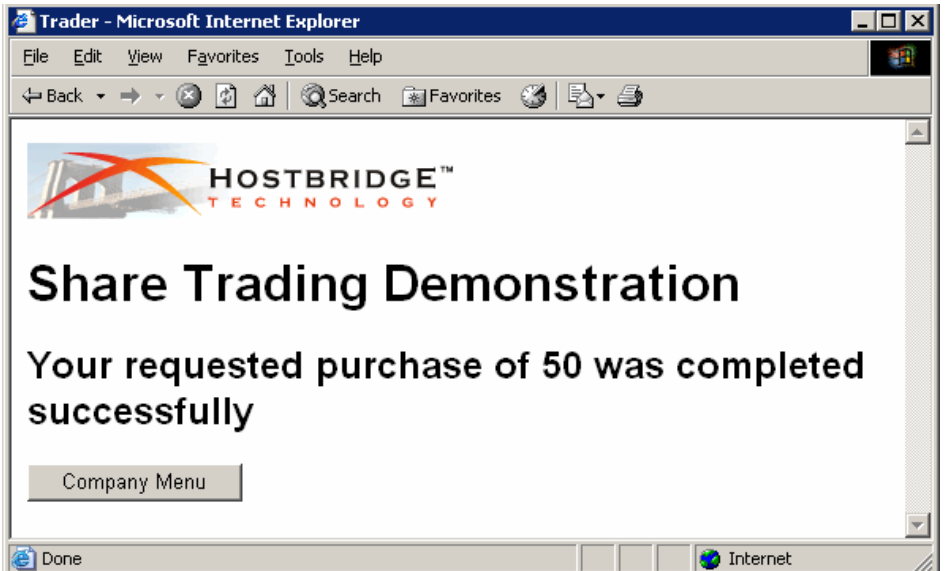 Trader - Microsoft Internet Explorer
File Edit View Favorites Tools Help
Back Search Favorites
HOSTBRIDGE™
TECHNOLOGY
Share Trading Demonstration
Your requested purchase of 50 was completed
successfully
Company Menu
Done Internet